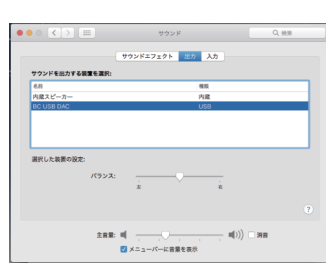 サウンド
検索
サウンドエフェクト 出力 入力
サウンドを出力する装置を選択:
名前 種類
内蔵スピーカー 内蔵
BC USB DAC USB
選択した装置の設定:
バランス:
左 右
?
主音量: 消音
メニューバーに音量を表示